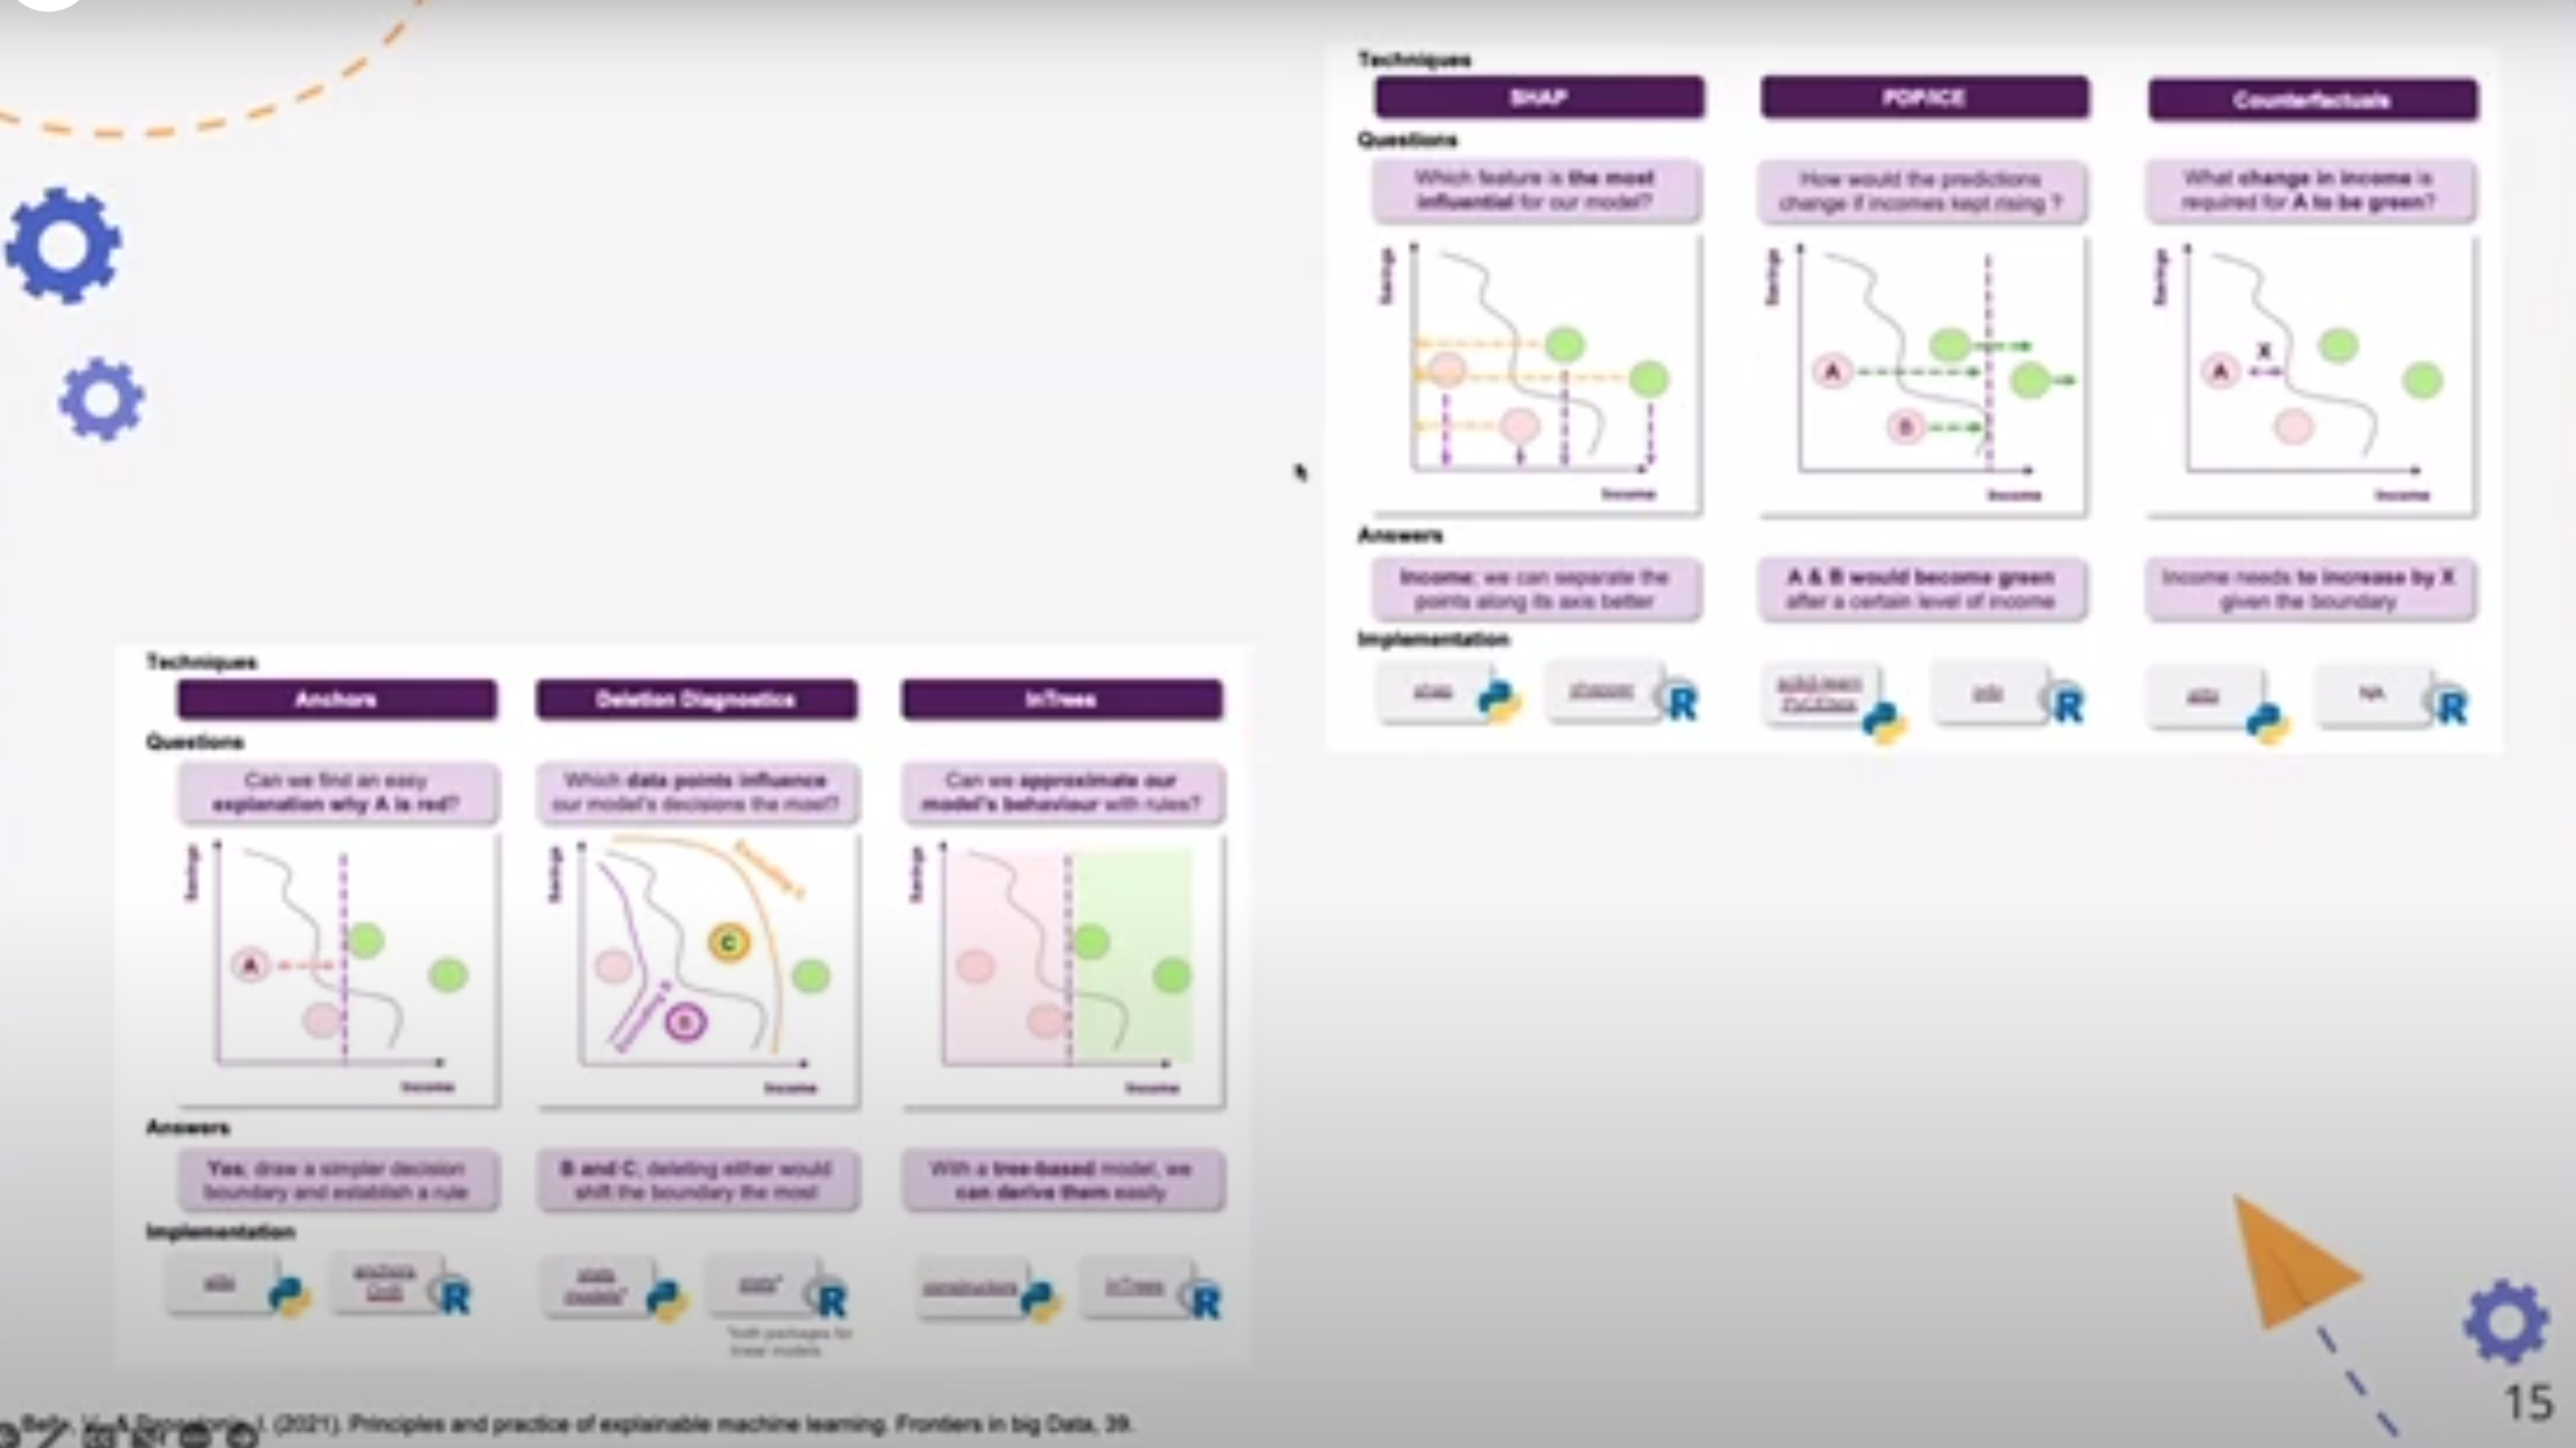 Techniques
SHAP
PDP/ICE
Counterfactuals
Questions
Which feature is the most
influential for our model?
How would the predictions
change if incomes kept rising ?
What change in income is
required for A to be green?
Savings
Income
Savings
A
B
Income
Savings
A
X
Income
Answers
Income; we can separate the
points along its axis better
A & B would become green
after a certain level of income
Income needs to increase by X
given the boundary
Implementation
shap
shapper
R
scikit-learn
PyCEbox
R
NA
R
Techniques
Anchors
Deletion Diagnostics
InTrees
Questions
Can we find an easy
explanation why A is red?
Which data points influence
our model's decisions the most?
Can we approximate our
model's behaviour with rules?
Savings
A
Income
Savings
C
B
Income
Savings
Income
Answers
Yes; draw a simpler decision
boundary and establish a rule
B and C; deleting either would
shift the boundary the most
With a tree-based model, we
can derive them easily
Implementation
alibi
anchors
R
stats
models*
stats*
R
inTrees
R
*both packages for
linear models
(2021). Principles and practice of explainable machine learning. Frontiers in big Data, 39.
15